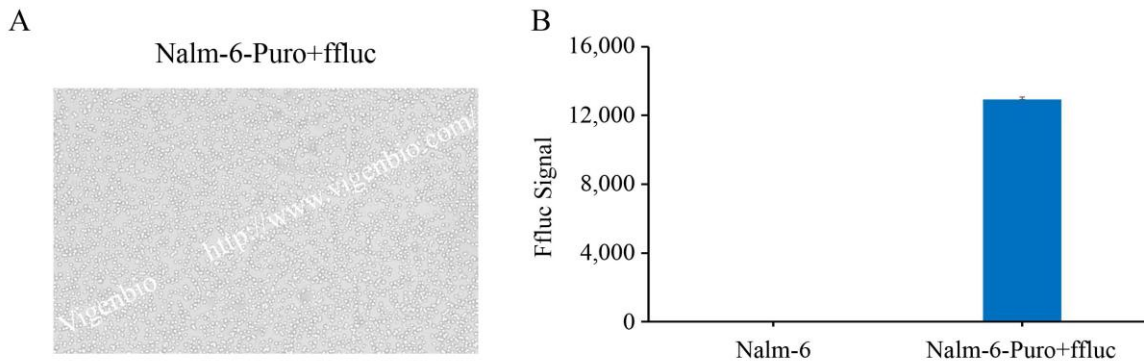 A
Nalm-6-Puro+ffluc
Vigenbio http://www.vigenbio.com/
B
Ffluc Signal
16,000
12,000
8,000
4,000
0
Nalm-6
Nalm-6-Puro+ffluc